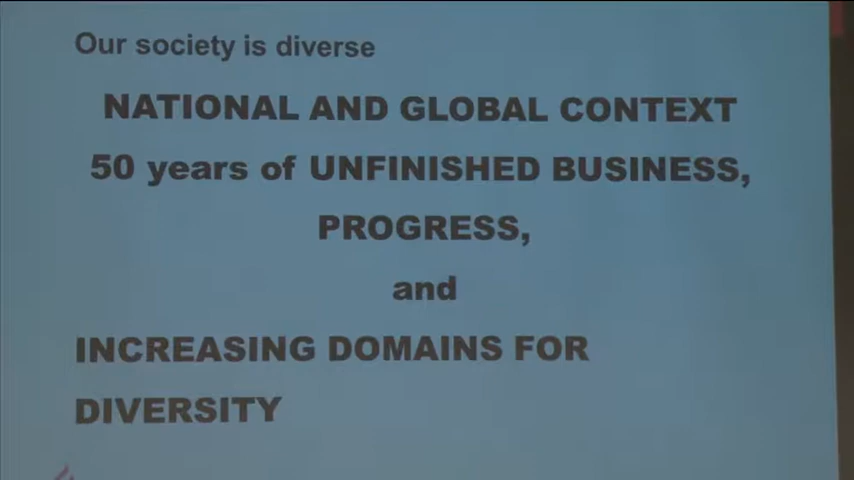 Our society is diverse
NATIONAL AND GLOBAL CONTEXT
50 years of UNFINISHED BUSINESS,
PROGRESS,
and
INCREASING DOMAINS FOR
DIVERSITY